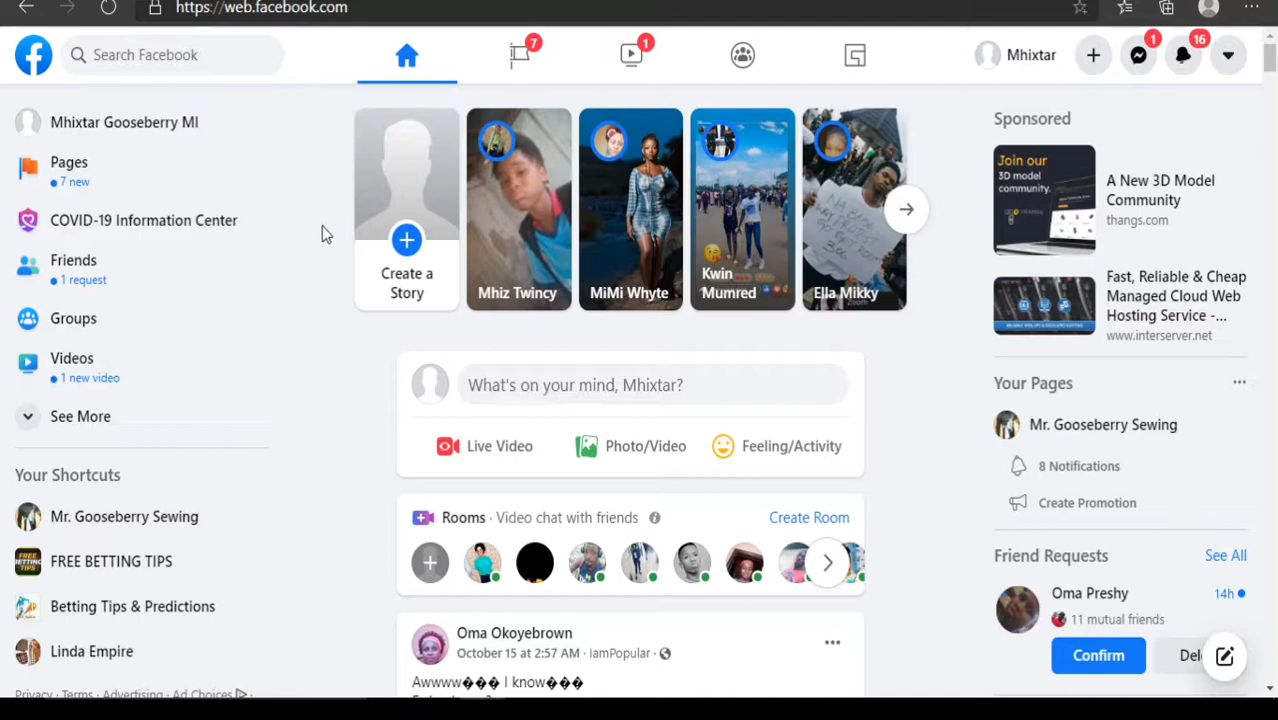 https://web.facebook.com
Search Facebook
7
1
Mhixtar
1
16
Mhixtar Gooseberry MI
Pages
7 new
COVID-19 Information Center
Friends
1 request
Groups
Videos
1 new video
See More
Your Shortcuts
Mr. Gooseberry Sewing
FREE BETTING TIPS
Betting Tips & Predictions
Linda Empire
Privacy · Terms · Advertising · Ad Choices
Create a
Story
Mhiz Twincy
MiMi Whyte
Kwin
Mumred
Ella Mikky
What's on your mind, Mhixtar?
Live Video
Photo/Video
Feeling/Activity
Rooms · Video chat with friends
Create Room
Oma Okoyebrown
October 15 at 2:57 AM · IamPopular ·
Awwww��� I know���
Sponsored
Join our
3D model
community.
A New 3D Model
Community
thangs.com
Fast, Reliable & Cheap
Managed Cloud Web
Hosting Service -...
www.interserver.net
Your Pages
Mr. Gooseberry Sewing
8 Notifications
Create Promotion
Friend Requests
See All
Oma Preshy
14h
11 mutual friends
Confirm